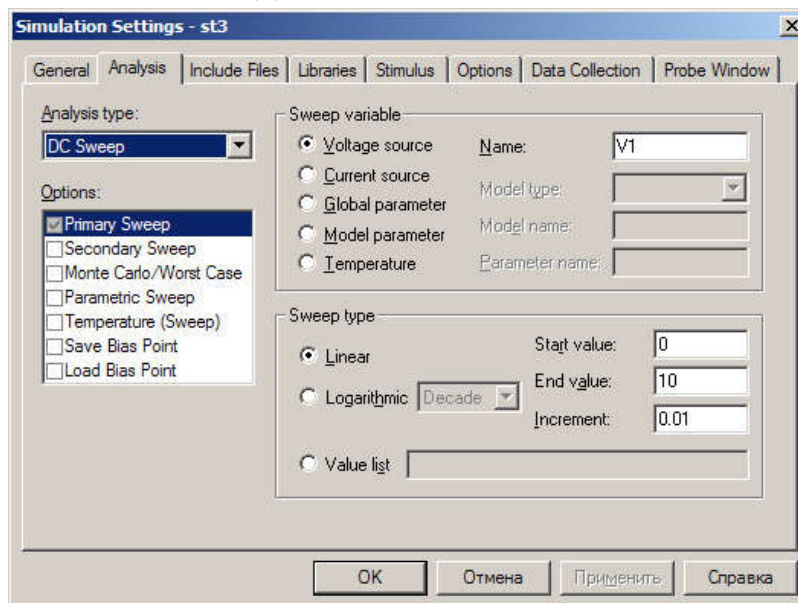 Simulation Settings - st3
General Analysis Include Files Libraries Stimulus Options Data Collection Probe Window
Analysis type:
DC Sweep
Options:
Primary Sweep
Secondary Sweep
Monte Carlo/Worst Case
Parametric Sweep
Temperature (Sweep)
Save Bias Point
Load Bias Point
Sweep variable
Voltage source
Current source
Global parameter
Model parameter
Temperature
Name: V1
Model type:
Model name:
Parameter name:
Sweep type
Linear
Logarithmic Decade
Value list
Start value: 0
End value: 10
Increment: 0.01
OK Отмена Применить Справка